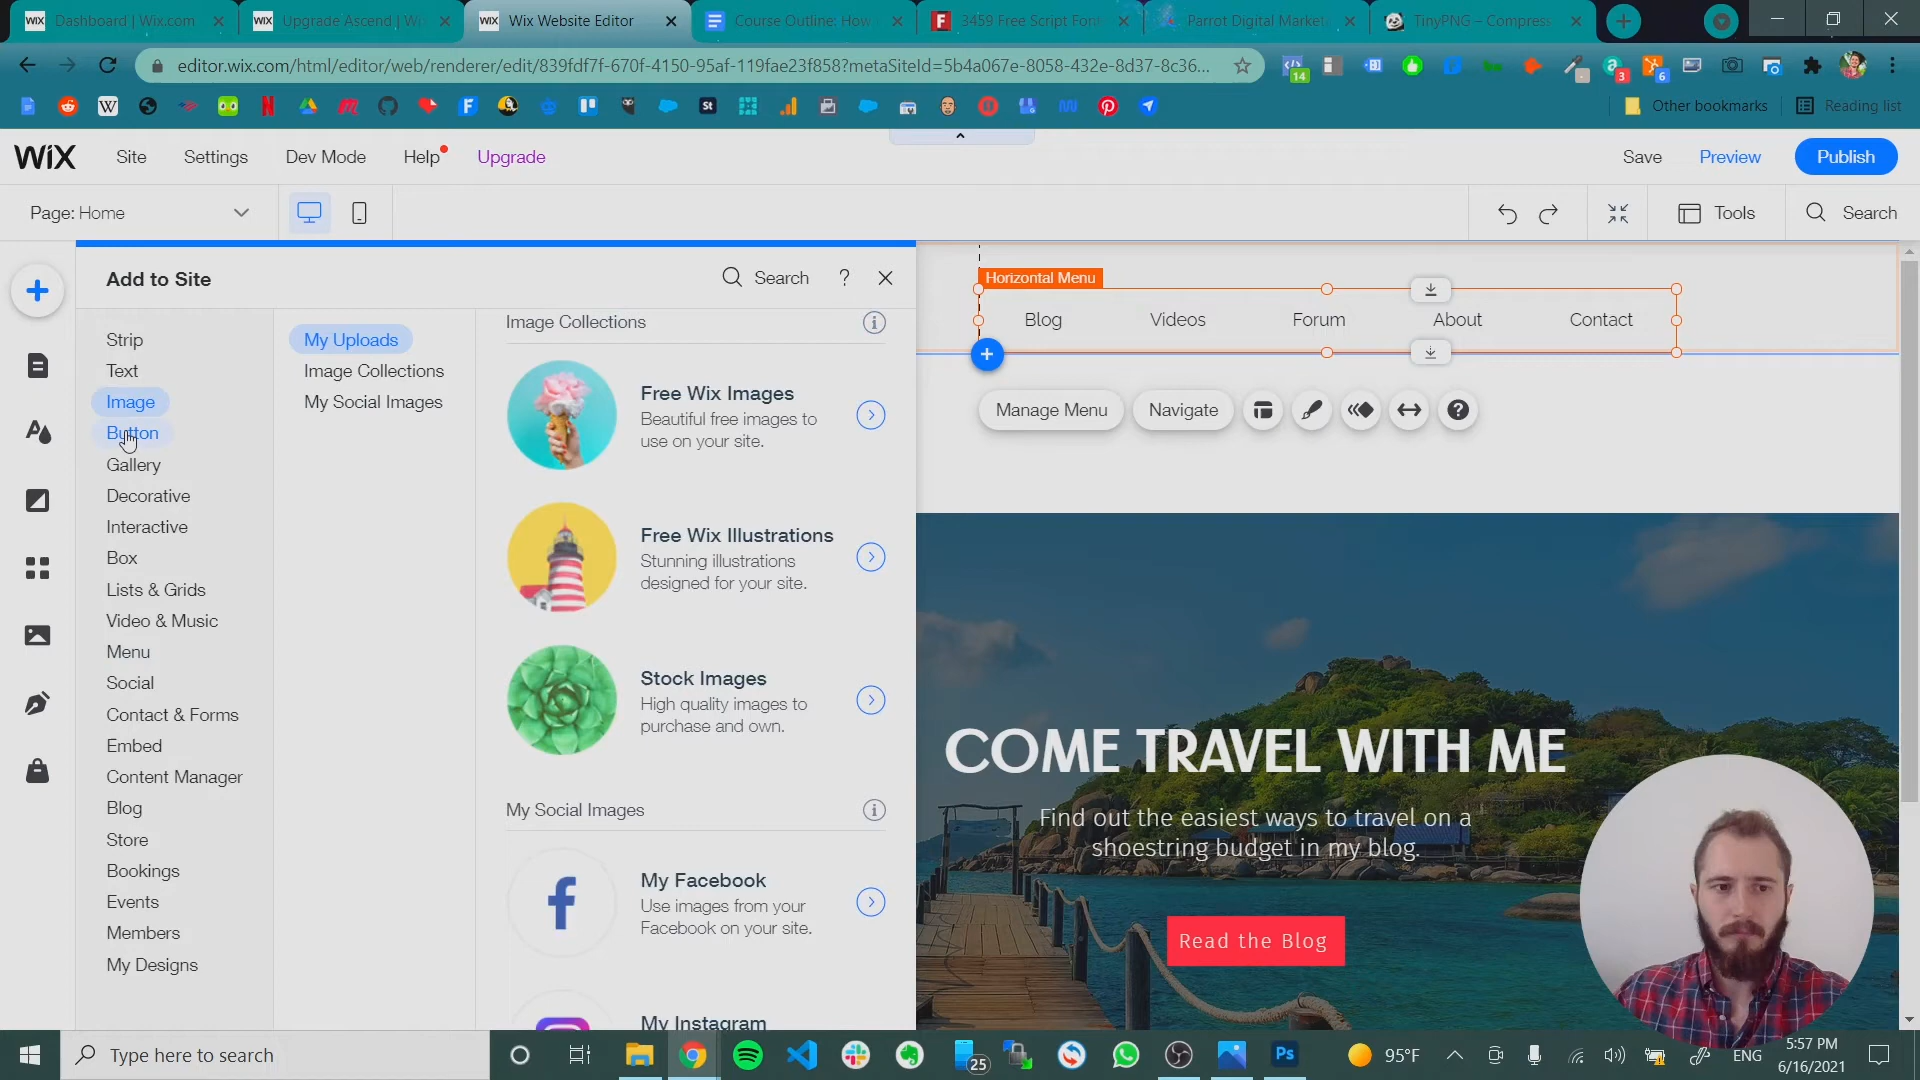 WiX Dashboard | Wix.com
WiX Upgrade Ascend | W
WiX Wix Website Editor
Course Outline: How
3459 Free Script Font
Parrot Digital Market
TinyPNG – Compress
editor.wix.com/html/editor/web/renderer/edit/839fdf7f-670f-4150-95af-119fae23f858?metaSiteId=5b4a067e-8058-432e-8d37-8c36...
14
3
6
Other bookmarks
Reading list
WiX
Site
Settings
Dev Mode
Help
Upgrade
Save
Preview
Publish
Page: Home
Tools
Search
Add to Site
Search
?
Strip
Text
Image
Button
Gallery
Decorative
Interactive
Box
Lists & Grids
Video & Music
Menu
Social
Contact & Forms
Embed
Content Manager
Blog
Store
Bookings
Events
Members
My Designs
My Uploads
Image Collections
My Social Images
Image Collections
Free Wix Images
Beautiful free images to
use on your site.
Free Wix Illustrations
Stunning illustrations
designed for your site.
Stock Images
High quality images to
purchase and own.
My Social Images
My Facebook
Use images from your
Facebook on your site.
My Instagram
Horizontal Menu
Blog
Videos
Forum
About
Contact
Manage Menu
Navigate
?
COME TRAVEL WITH ME
Find out the easiest ways to travel on a
shoestring budget in my blog.
Read the Blog
Type here to search
25
Ps
95°F
ENG
5:57 PM
6/16/2021